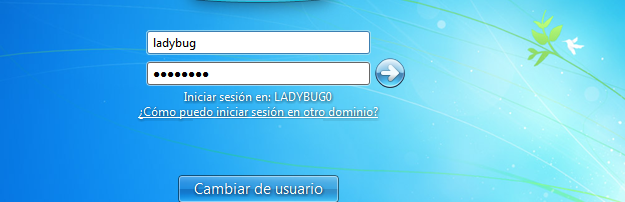 ladybug
●●●●●●●●
Iniciar sesión en: LADYBUG0
¿Cómo puedo iniciar sesión en otro dominio?
Cambiar de usuario